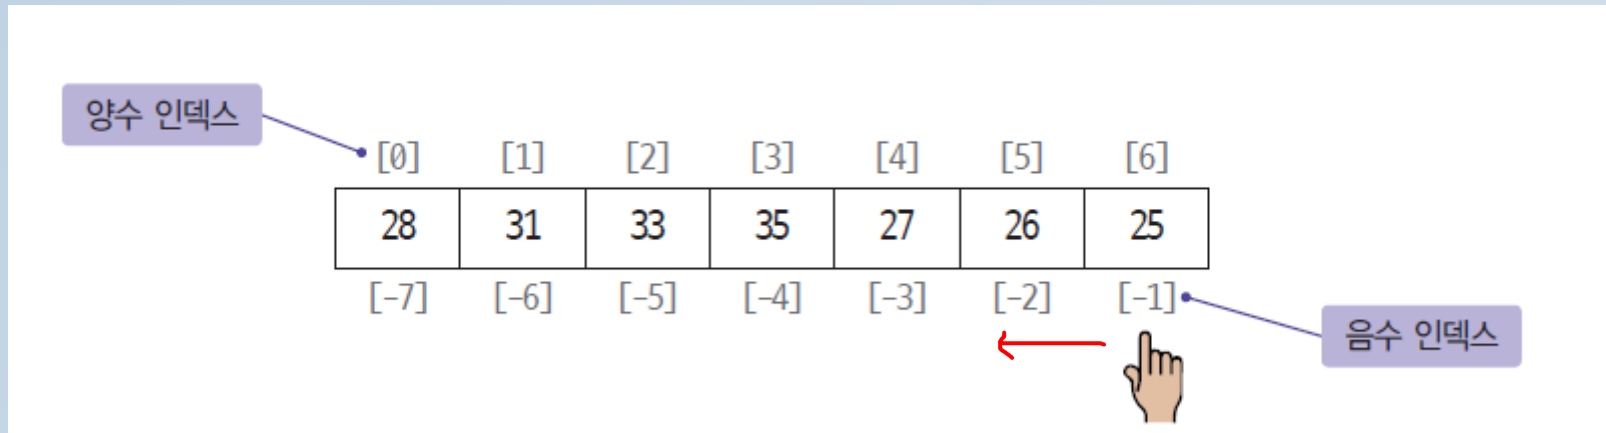 양수 인덱스
[0] [1] [2] [3] [4] [5] [6]
28 31 33 35 27 26 25
[-7] [-6] [-5] [-4] [-3] [-2] [-1]
음수 인덱스